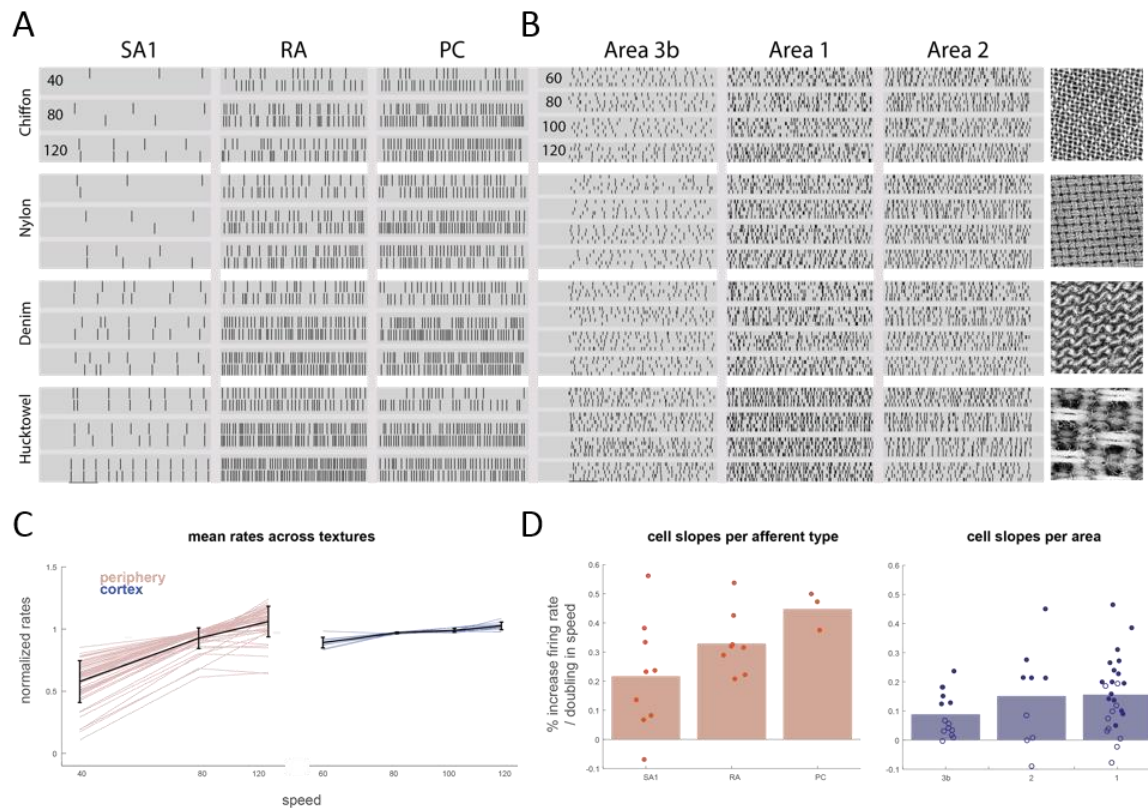 A
B
SA1 RA PC
Area 3b Area 1 Area 2
Chiffon
40
80
120
60
80
100
120
Nylon
Denim
Hucktowel
C
mean rates across textures
periphery
cortex
normalized rates
1.5
1
0.5
0
40 80 120 60 80 100 120
speed
D
cell slopes per afferent type
% increase firing rate
/ doubling in speed
0.6
0.5
0.4
0.3
0.2
0.1
0
-0.1
SA1 RA PC
cell slopes per area
0.6
0.5
0.4
0.3
0.2
0.1
0
-0.1
3b 2 1